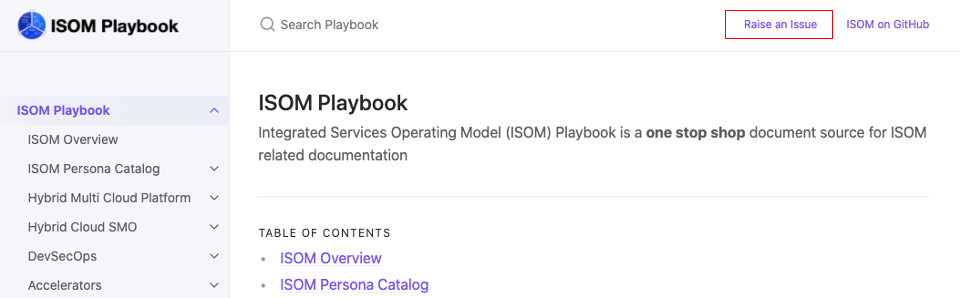 ISOM Playbook
Search Playbook
Raise an Issue
ISOM on GitHub
ISOM Playbook
ISOM Overview
ISOM Persona Catalog
Hybrid Multi Cloud Platform
Hybrid Cloud SMO
DevSecOps
Accelerators
ISOM Playbook
Integrated Services Operating Model (ISOM) Playbook is a one stop shop document source for ISOM
related documentation
TABLE OF CONTENTS
• ISOM Overview
• ISOM Persona Catalog